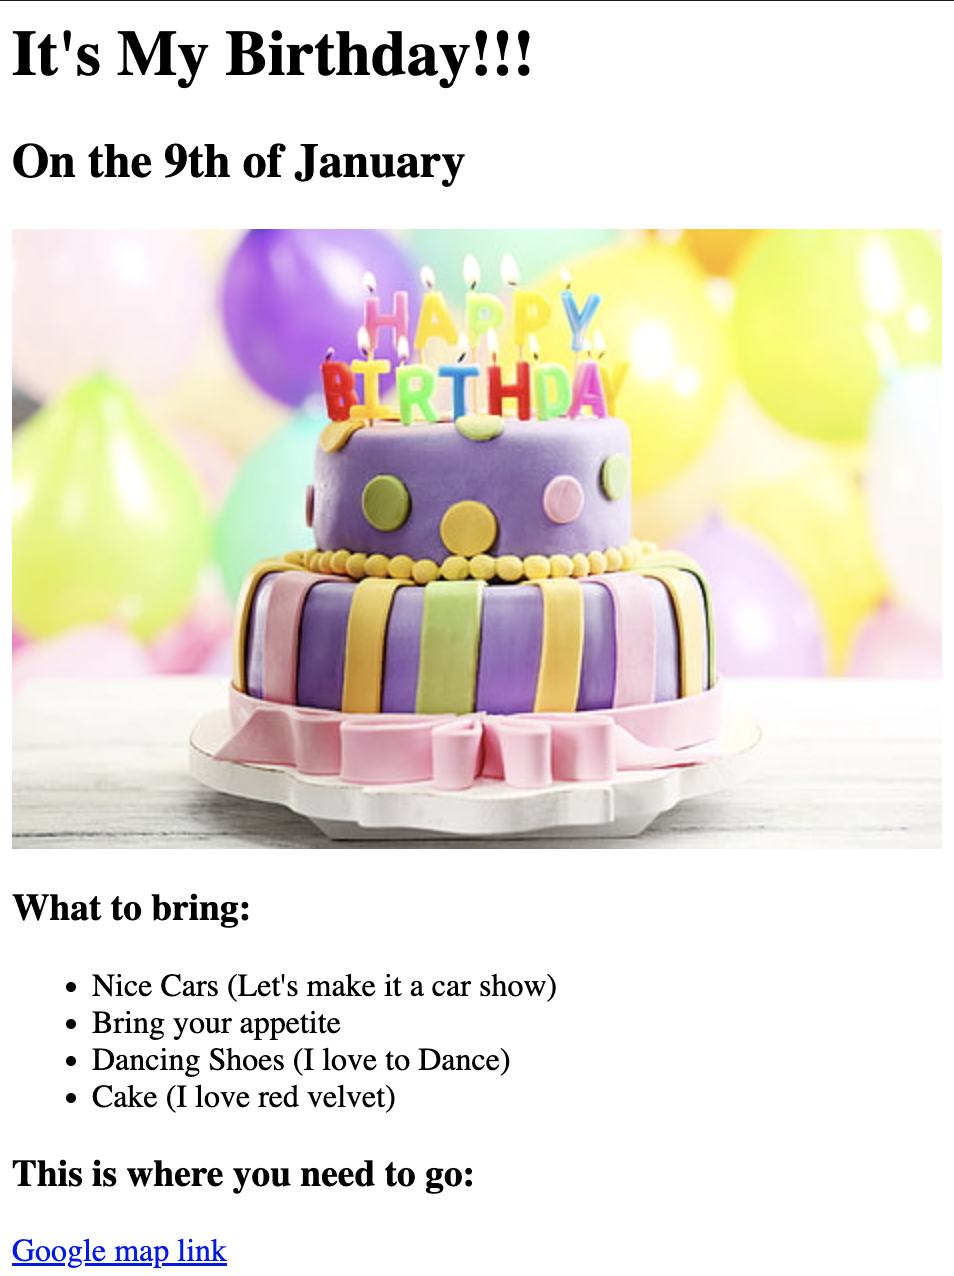 It's My Birthday!!!
On the 9th of January
HAPPY
BIRTHDAY
What to bring:
Nice Cars (Let's make it a car show)
Bring your appetite
Dancing Shoes (I love to Dance)
Cake (I love red velvet)
This is where you need to go:
Google map link